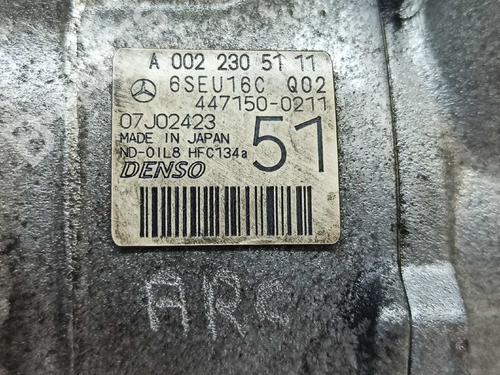 A 002 230 51 11
6SEU16C Q02
447150-0211
07J02423
MADE IN JAPAN
ND-OIL8 HFC134a
51
DENSO
ARC